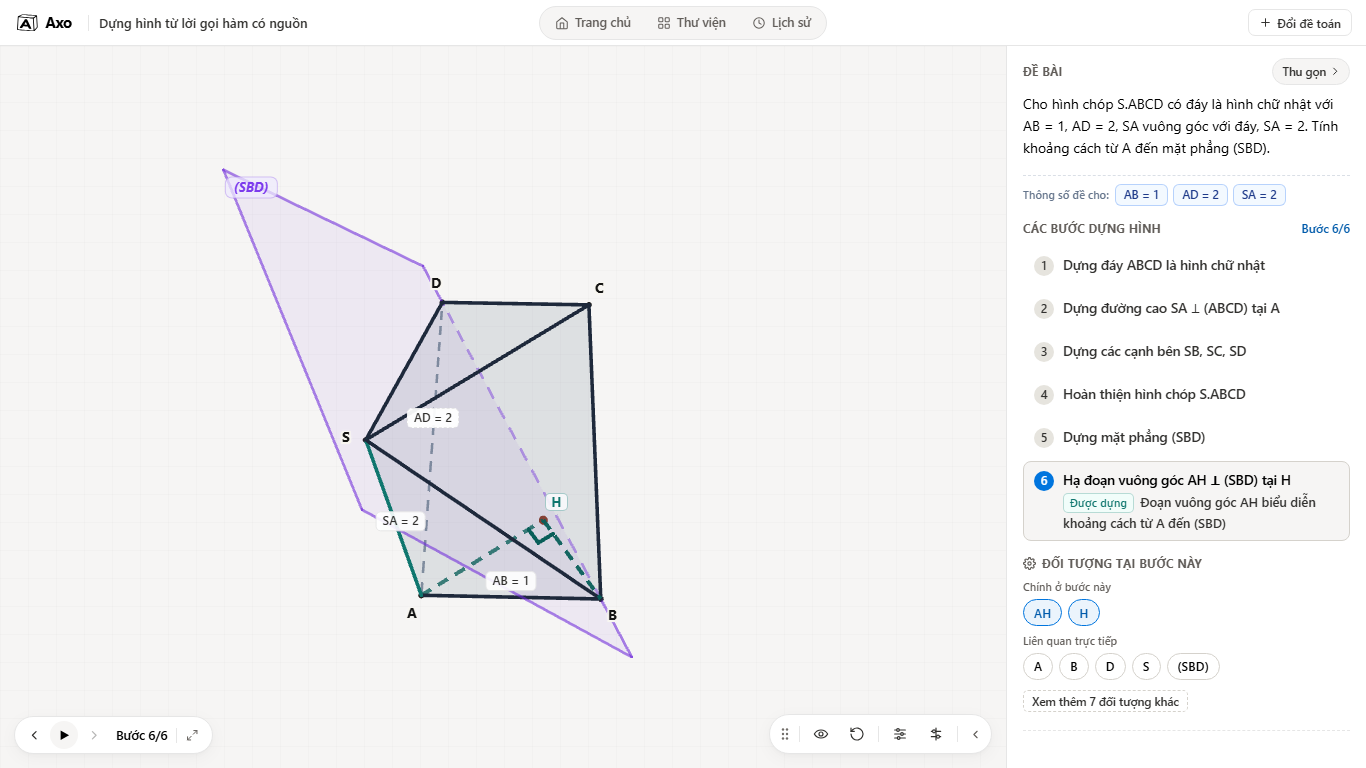 Axo
Dựng hình từ lời gọi hàm có nguồn
Trang chủ
Thư viện
Lịch sử
Đổi đề toán
(SBD)
D
C
AD = 2
S
H
SA = 2
AB = 1
A
B
Bước 6/6
ĐỀ BÀI
Thu gọn
Cho hình chóp S.ABCD có đáy là hình chữ nhật với
AB = 1, AD = 2, SA vuông góc với đáy, SA = 2. Tính
khoảng cách từ A đến mặt phẳng (SBD).
Thông số đề cho: AB = 1 AD = 2 SA = 2
CÁC BƯỚC DỰNG HÌNH
Bước 6/6
1 Dựng đáy ABCD là hình chữ nhật
2 Dựng đường cao SA ⊥ (ABCD) tại A
3 Dựng các cạnh bên SB, SC, SD
4 Hoàn thiện hình chóp S.ABCD
5 Dựng mặt phẳng (SBD)
6 Hạ đoạn vuông góc AH ⊥ (SBD) tại H
Được dựng Đoạn vuông góc AH biểu diễn
khoảng cách từ A đến (SBD)
ĐỐI TƯỢNG TẠI BƯỚC NÀY
Chính ở bước này
AH H
Liên quan trực tiếp
A B D S (SBD)
Xem thêm 7 đối tượng khác